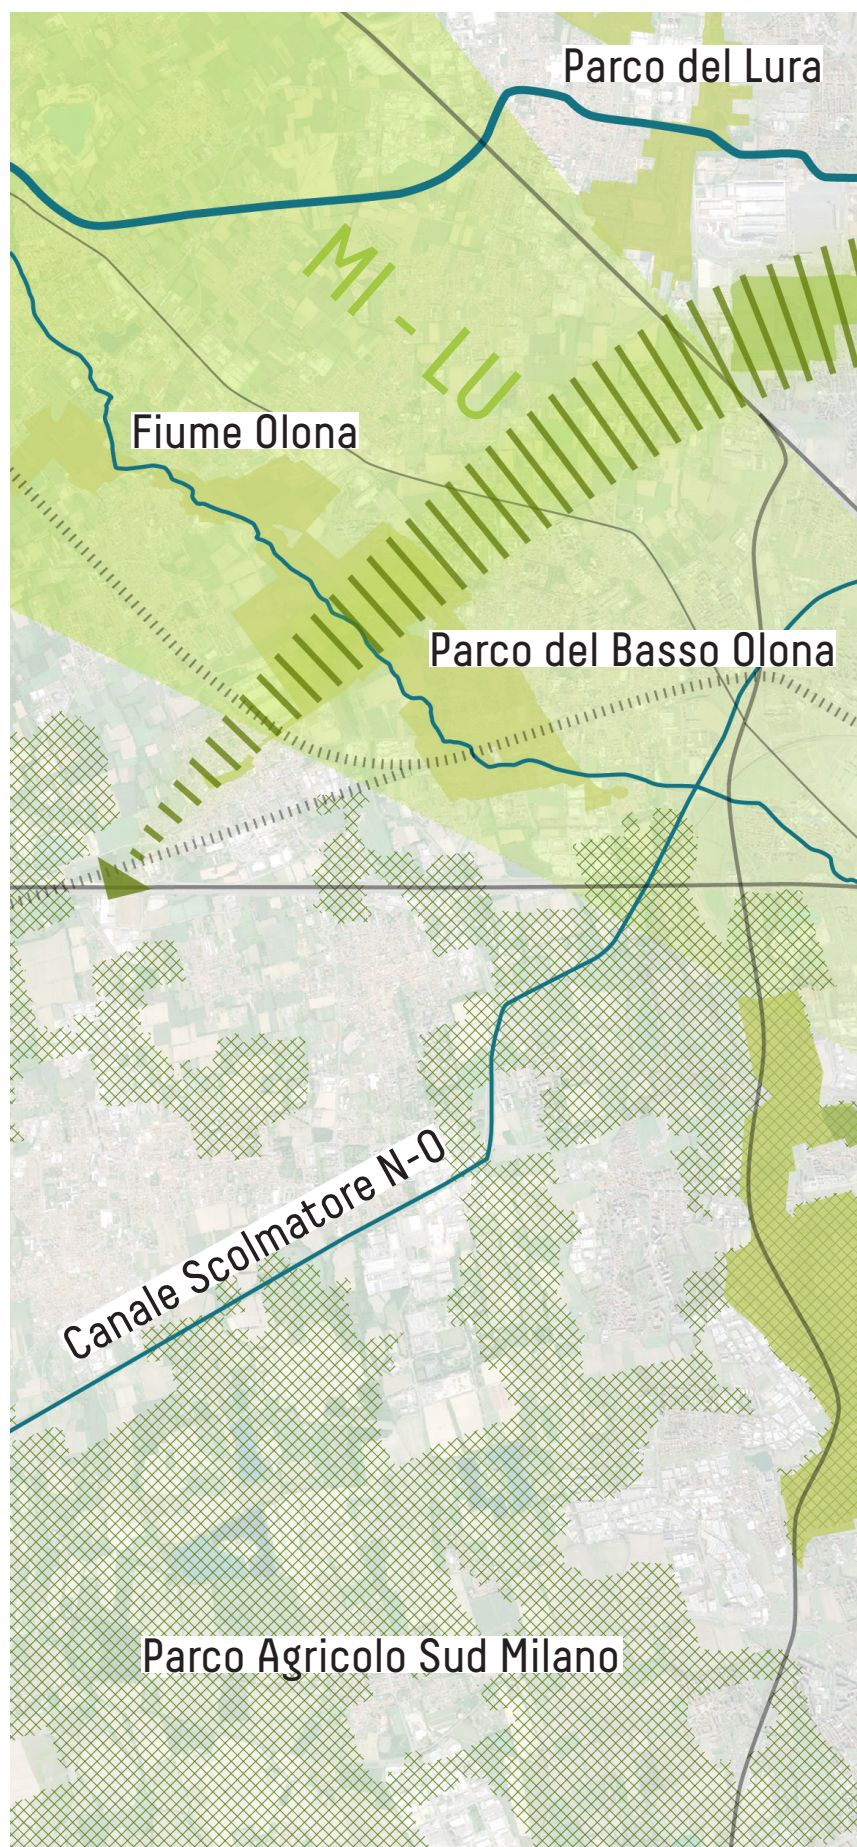 Parco del Lura
MI - LU
Fiume Olona
Parco del Basso Olona
Canale Scolmatore N-O
Parco Agricolo Sud Milano